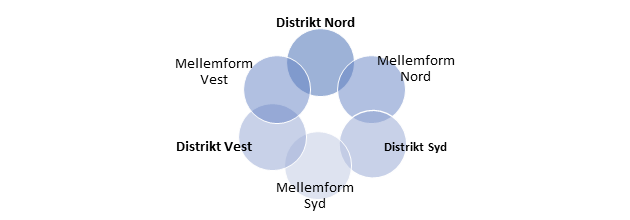 Distrikt Nord
Mellemform
Nord
Distrikt Syd
Mellemform
Syd
Distrikt Vest
Mellemform
Vest